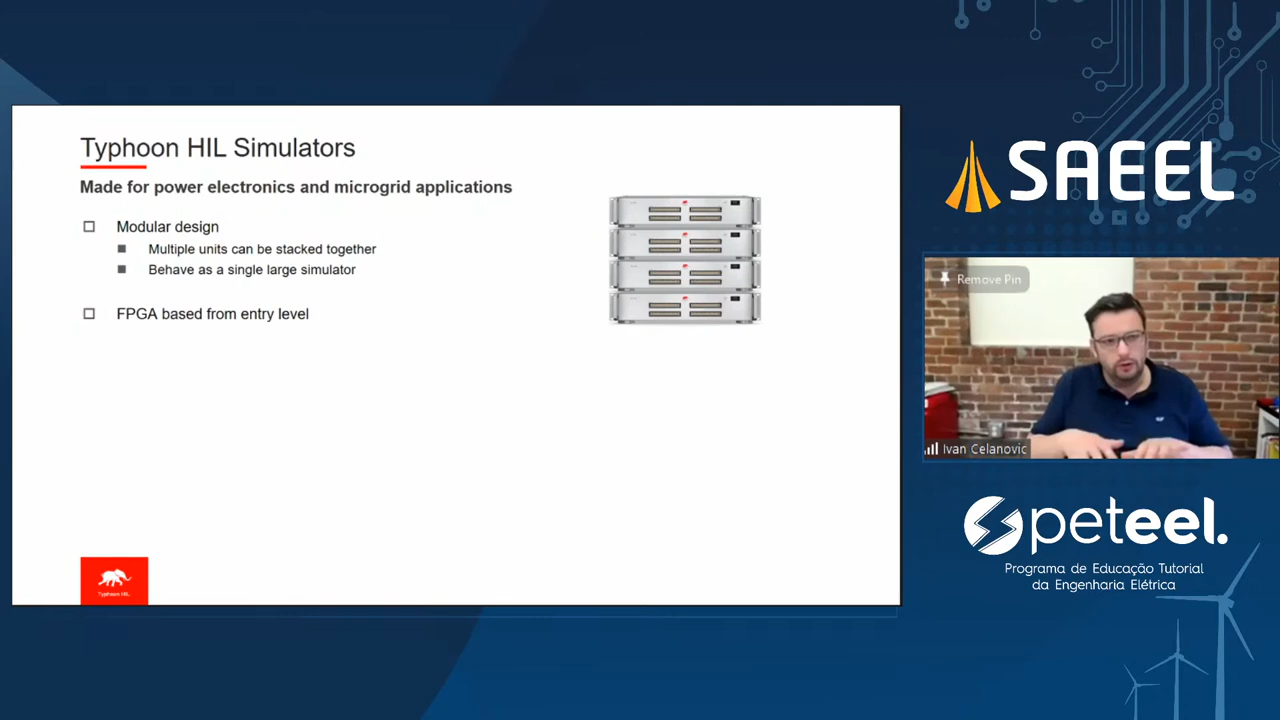 Typhoon HIL Simulators
Made for power electronics and microgrid applications
Modular design
Multiple units can be stacked together
Behave as a single large simulator
FPGA based from entry level
Typhoon HIL
SAEEL
Remove Pin
Ivan Celanovic
peteel.
Programa de Educação Tutorial
da Engenharia Elétrica